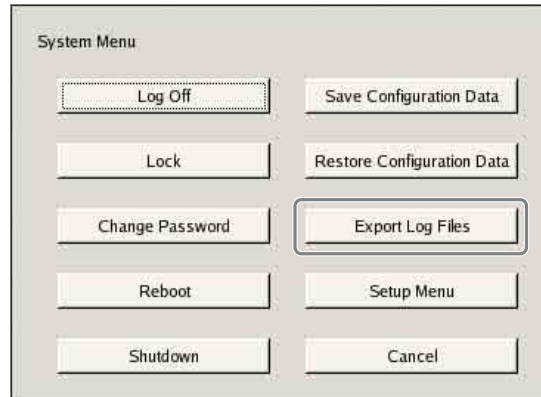 System Menu
Log Off
Save Configuration Data
Lock
Restore Configuration Data
Change Password
Export Log Files
Reboot
Setup Menu
Shutdown
Cancel